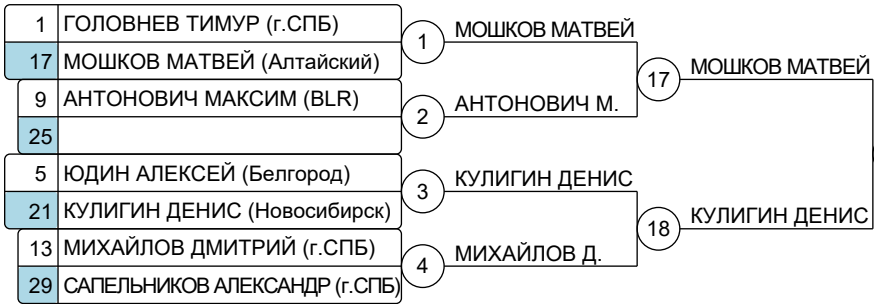 1 ГОЛОВНЕВ ТИМУР (г.СПБ)
17 МОШКОВ МАТВЕЙ (Алтайский)
1 МОШКОВ МАТВЕЙ
9 АНТОНОВИЧ МАКСИМ (BLR)
25
2 АНТОНОВИЧ М.
17 МОШКОВ МАТВЕЙ
5 ЮДИН АЛЕКСЕЙ (Белгород)
21 КУЛИГИН ДЕНИС (Новосибирск)
3 КУЛИГИН ДЕНИС
13 МИХАЙЛОВ ДМИТРИЙ (г.СПБ)
29 САПЕЛЬНИКОВ АЛЕКСАНДР (г.СПБ)
4 МИХАЙЛОВ Д.
18 КУЛИГИН ДЕНИС